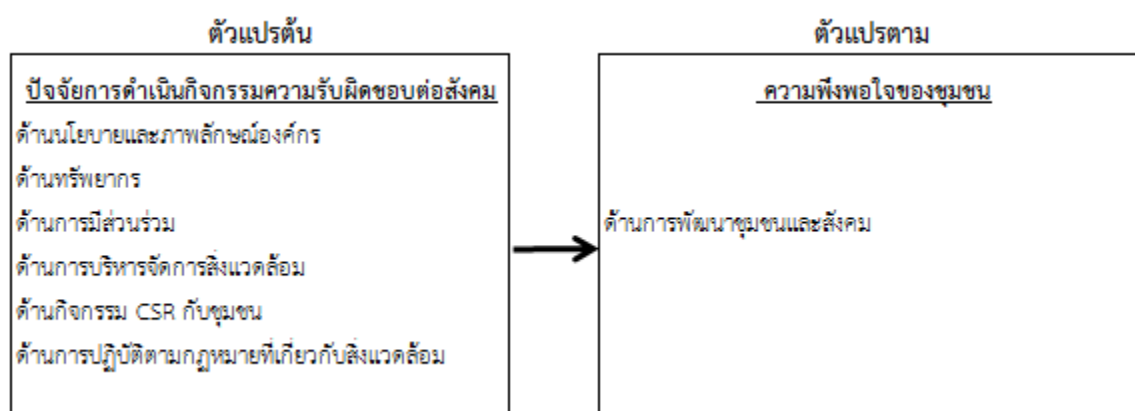 ตัวแปรต้น
ปัจจัยการดำเนินกิจกรรมความรับผิดชอบต่อสังคม
ด้านนโยบายและภาพลักษณ์องค์กร
ด้านทรัพยากร
ด้านการมีส่วนร่วม
ด้านการบริหารจัดการสิ่งแวดล้อม
ด้านกิจกรรม CSR กับชุมชน
ด้านการปฏิบัติตามกฎหมายที่เกี่ยวกับสิ่งแวดล้อม
ตัวแปรตาม
ความพึงพอใจของชุมชน
ด้านการพัฒนาชุมชนและสังคม